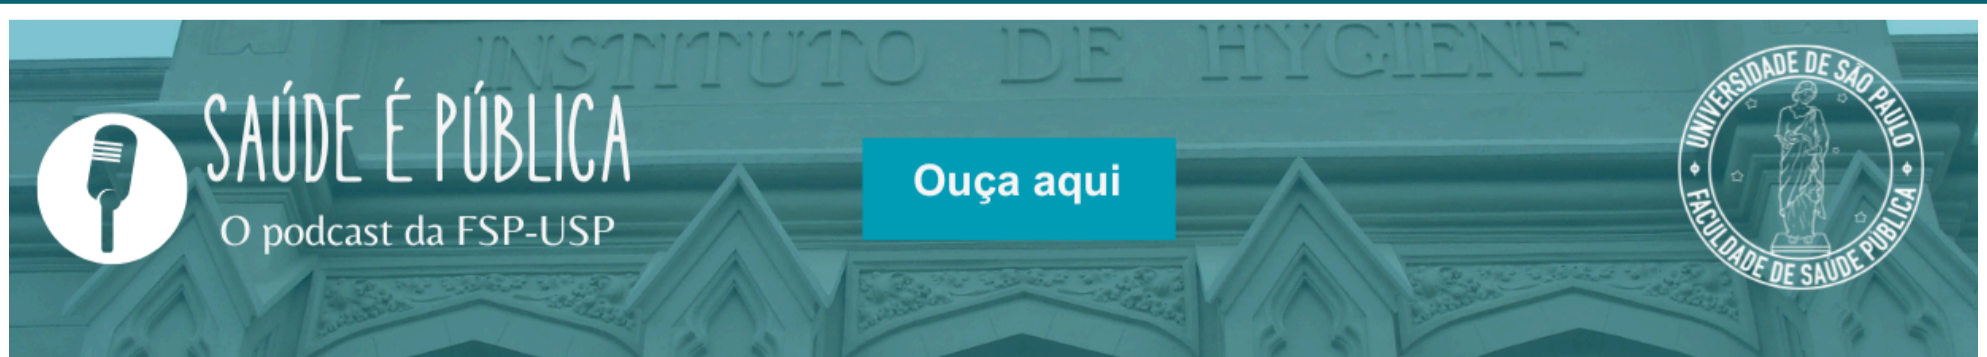 INSTITUTO DE HYGIENE
SAÚDE É PÚBLICA
O podcast da FSP-USP
Ouça aqui
UNIVERSIDADE DE SÃO PAULO
FACULDADE DE SAÚDE PÚBLICA